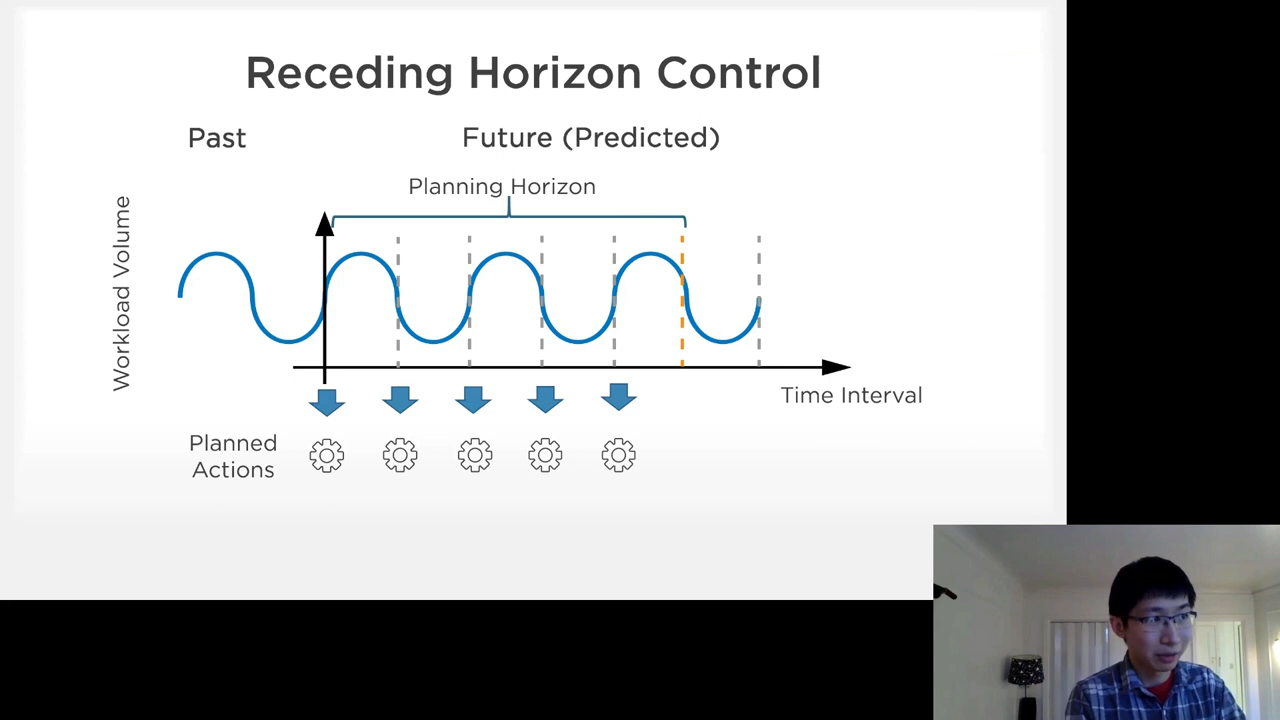 Receding Horizon Control
Past
Future (Predicted)
Planning Horizon
Workload Volume
Time Interval
Planned
Actions